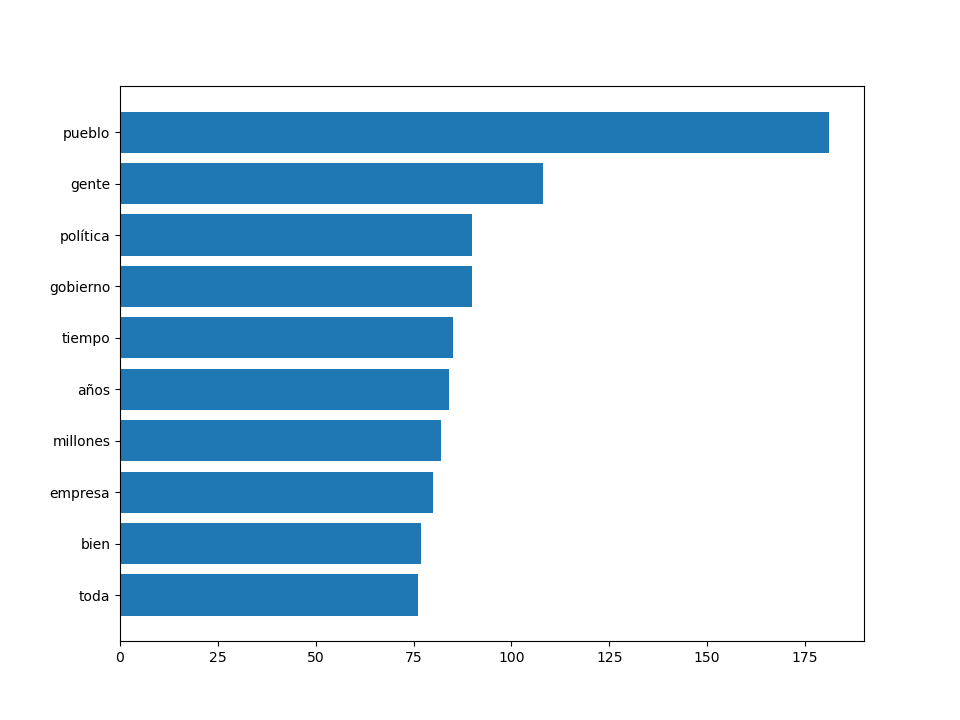 pueblo
gente
política
gobierno
tiempo
años
millones
empresa
bien
toda
0 25 50 75 100 125 150 175